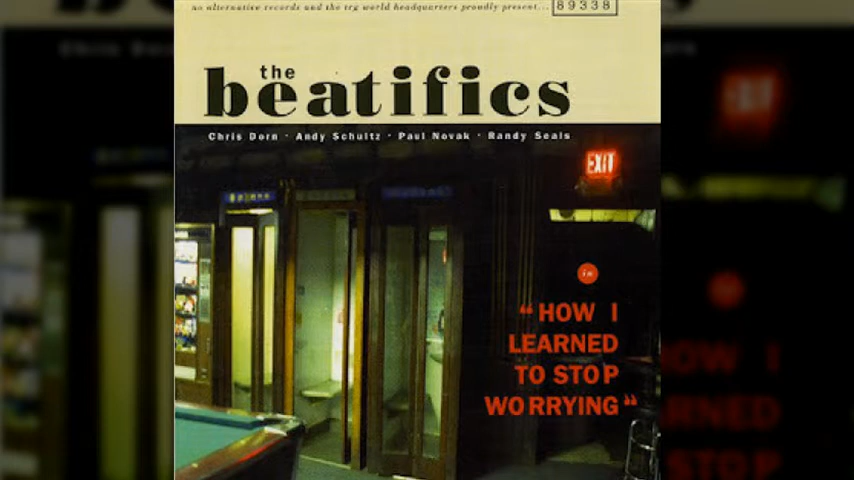 an alternative records and the trg world headquarters proudly present...
89338
the
beatifics
Chris Dorn · Andy Schultz · Paul Novak · Randy Seals
EXIT
in
“HOW I
LEARNED
TO STOP
WORRYING”